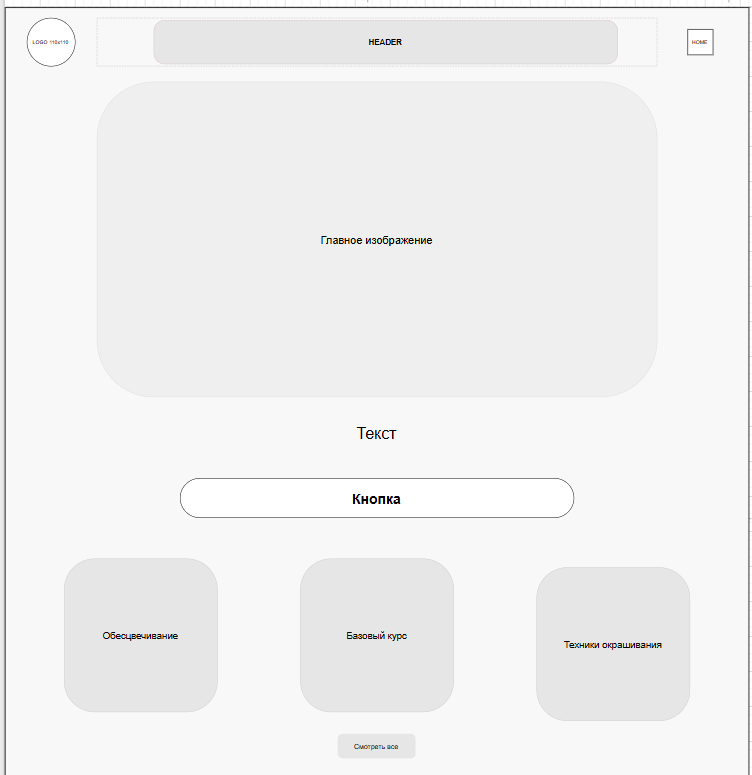 LOGO 110x110
HEADER
HOME
Главное изображение
Текст
Кнопка
Обесцвечивание
Базовый курс
Техники окрашивания
Смотреть все